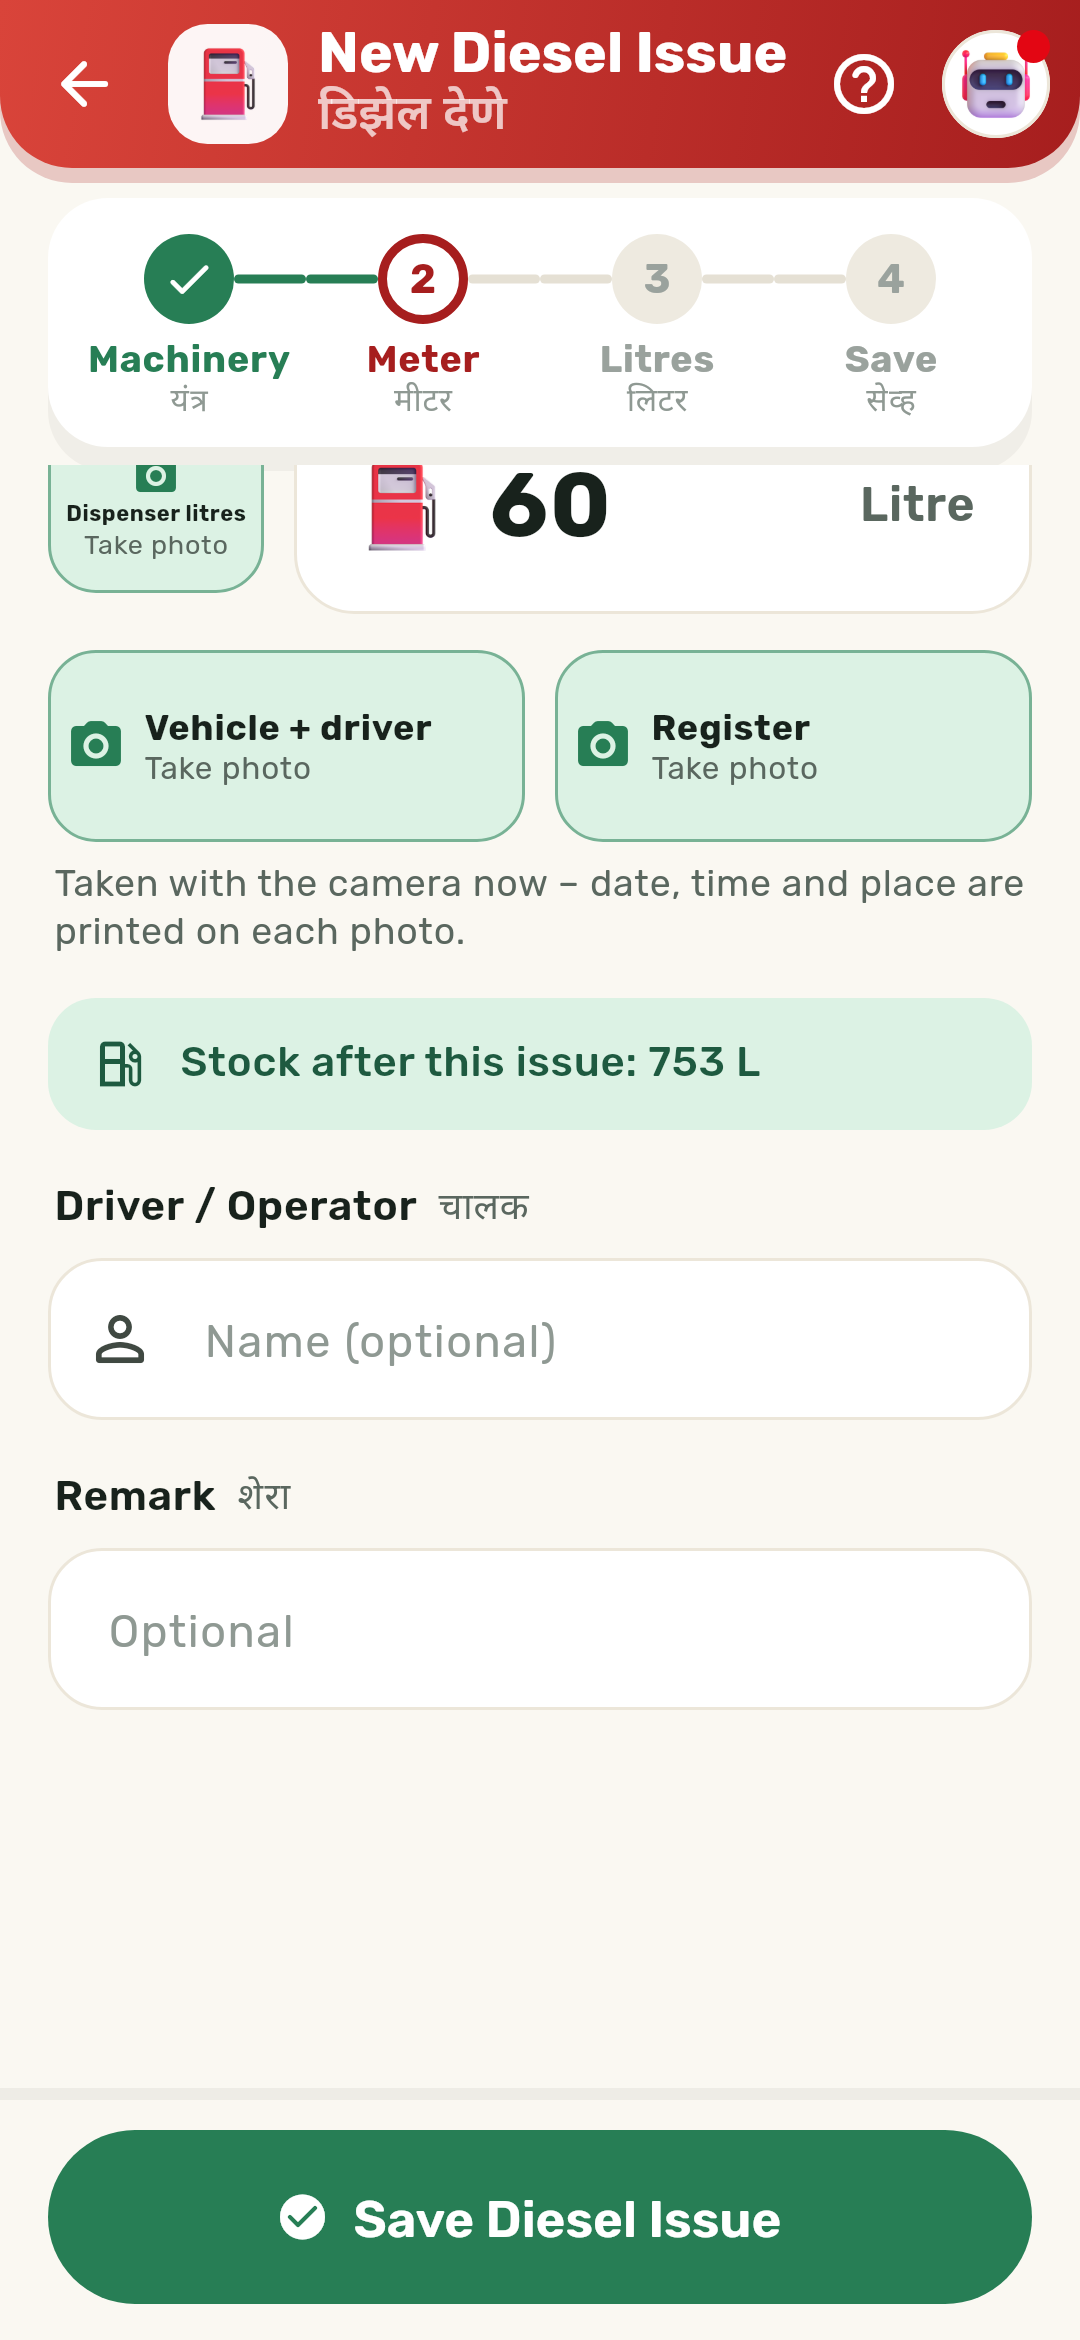 New Diesel Issue
डिझेल देणे
2
3
4
Machinery
Meter
Litres
Save
यंत्र
मीटर
लिटर
सेव्ह
60
Litre
Dispenser litres
Take photo
Vehicle + driver
Take photo
Register
Take photo
Taken with the camera now – date, time and place are
printed on each photo.
Stock after this issue: 753 L
Driver / Operator चालक
Name (optional)
Remark शेरा
Optional
Save Diesel Issue